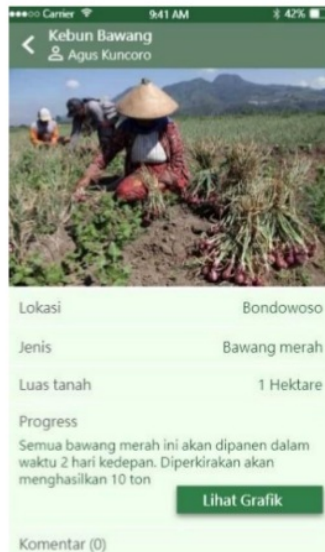 Carrier 9:41 AM 42%
Kebun Bawang
Agus Kuncoro
Lokasi Bondowoso
Jenis Bawang merah
Luas tanah 1 Hektare
Progress
Semua bawang merah ini akan dipanen dalam
waktu 2 hari kedepan. Diperkirakan akan
menghasilkan 10 ton
Lihat Grafik
Komentar (0)